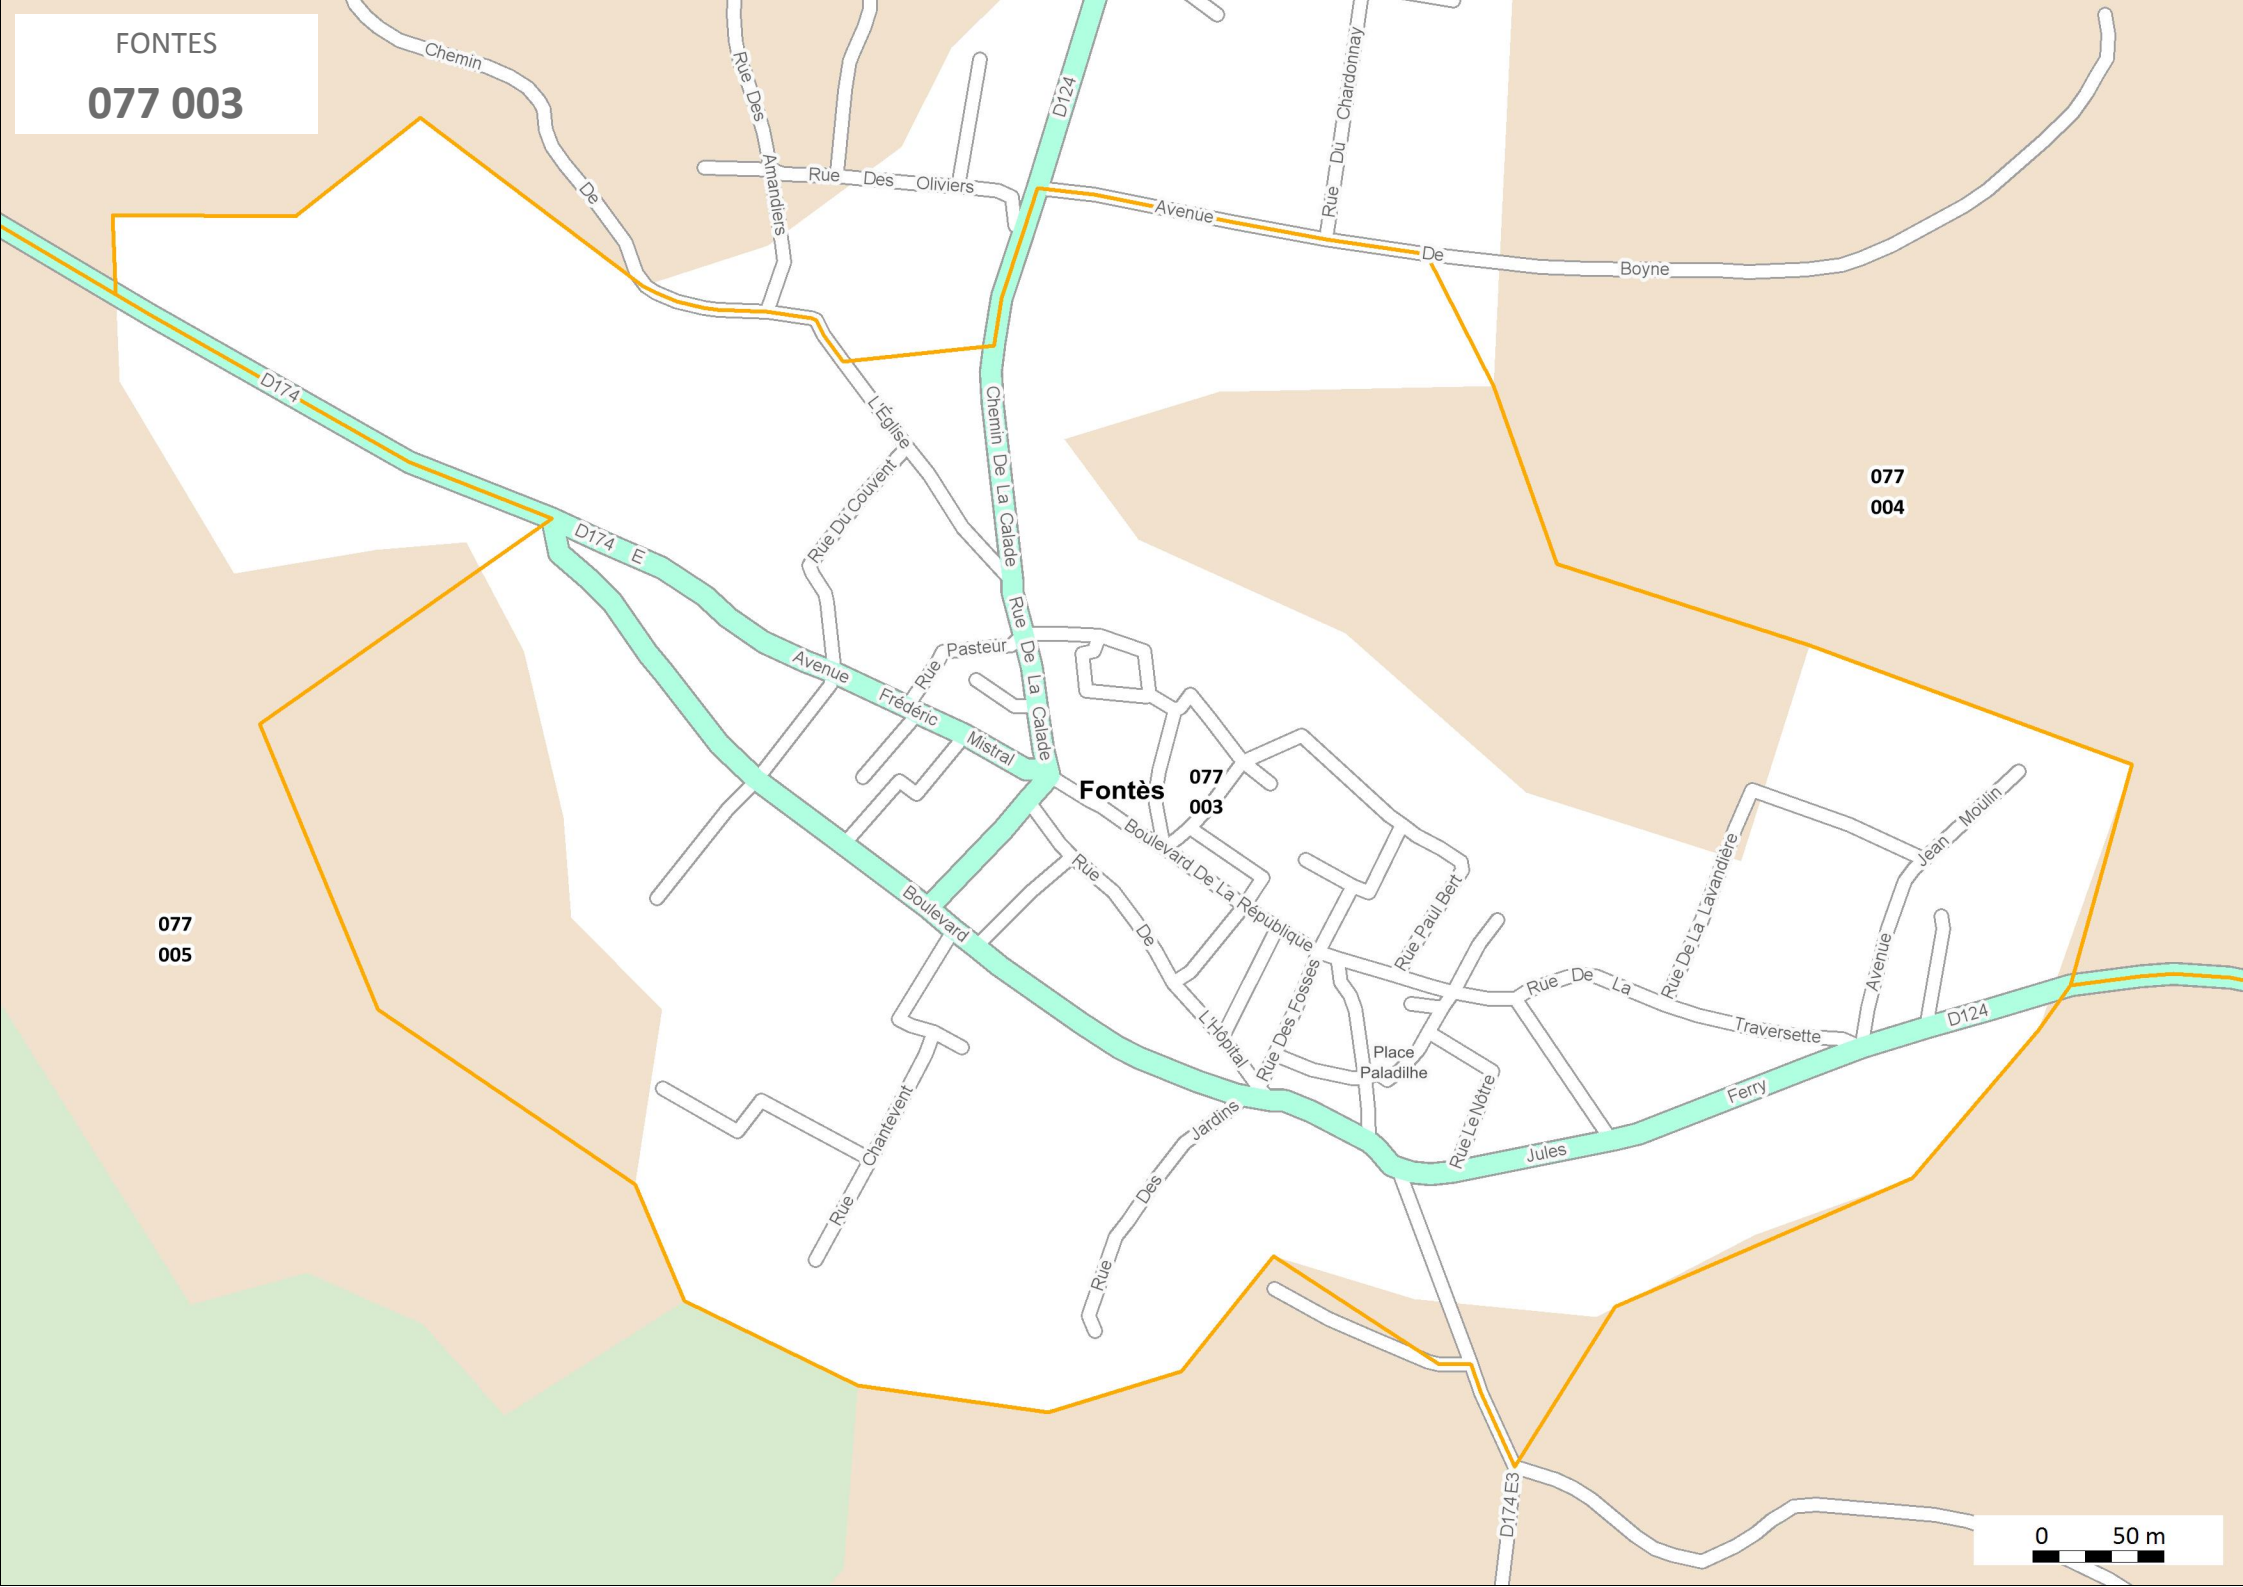 FONTES
077 003
Chemin
De
L'Église
Rue Des
Amandiers
Rue Des Oliviers
D124
Rue Du Chardonnay
Avenue De Boyne
D174
D174 E
Chemin De La Calade
Rue Du Couvent
077
004
Rue De La Calade
Rue Pasteur
Avenue Frédéric Mistral
Fontès
077
003
Boulevard De La République
Rue De L'Hôpital
Rue Paul Bert
Rue Des Fosses
Rue De La Lavandière
Avenue Jean Moulin
Rue De La Traversette
D124
077
005
Place
Paladilhe
Rue Le Nôtre
Boulevard Jules Ferry
Rue Chantevent
Rue Des Jardins
D174 E3
0 50 m